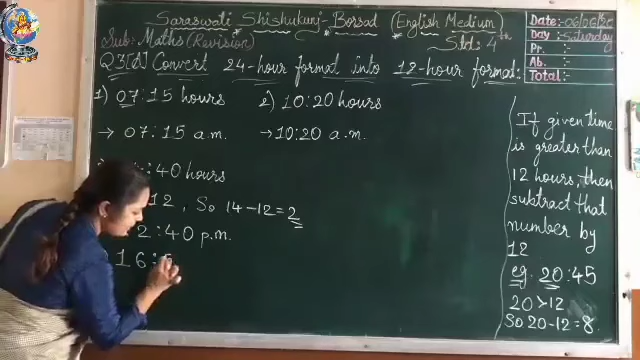 Saraswati Shishukunj - Borsad (English Medium)
Sub: Maths (Revision)
Std: 4th
Q3[A] Convert 24-hour format into 12-hour format:
1) 07:15 hours
2) 10:20 hours
→ 07:15 a.m.
→ 10:20 a.m.
:40 hours
12, So 14-12=2
2:40 p.m.
16:
Date:-
Day :- Saturday
Pr. :-
Ab. :-
Total:-
If given time
is greater than
12 hours, then
subtract that
number by
12
eg. 20:45
20>12
So 20-12=8.